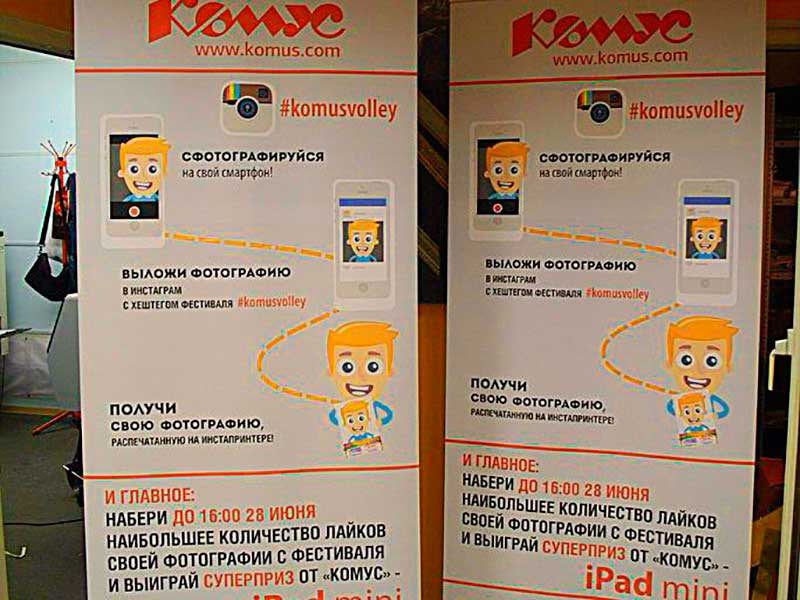 Комус
www.komus.com
#komusvolley
СФОТОГРАФИРУЙСЯ
на свой смартфон!
ВЫЛОЖИ ФОТОГРАФИЮ
В ИНСТАГРАМ
С ХЕШТЕГОМ ФЕСТИВАЛЯ #komusvolley
ПОЛУЧИ
СВОЮ ФОТОГРАФИЮ,
РАСПЕЧАТАННУЮ НА ИНСТАПРИНТЕРЕ!
И ГЛАВНОЕ:
НАБЕРИ ДО 16:00 28 ИЮНЯ
НАИБОЛЬШЕЕ КОЛИЧЕСТВО ЛАЙКОВ
СВОЕЙ ФОТОГРАФИИ С ФЕСТИВАЛЯ
И ВЫИГРАЙ СУПЕРПРИЗ ОТ «КОМУС» -
iPad mini
Комус
www.komus.com
#komusvolley
СФОТОГРАФИРУЙСЯ
на свой смартфон!
ВЫЛОЖИ ФОТОГРАФИЮ
В ИНСТАГРАМ
С ХЕШТЕГОМ ФЕСТИВАЛЯ #komusvolley
ПОЛУЧИ
СВОЮ ФОТОГРАФИЮ,
РАСПЕЧАТАННУЮ НА ИНСТАПРИНТЕРЕ!
И ГЛАВНОЕ:
НАБЕРИ ДО 16:00 28 ИЮНЯ
НАИБОЛЬШЕЕ КОЛИЧЕСТВО ЛАЙКОВ
СВОЕЙ ФОТОГРАФИИ С ФЕСТИВАЛЯ
И ВЫИГРАЙ СУПЕРПРИЗ ОТ «КОМУС» -
iPad mini